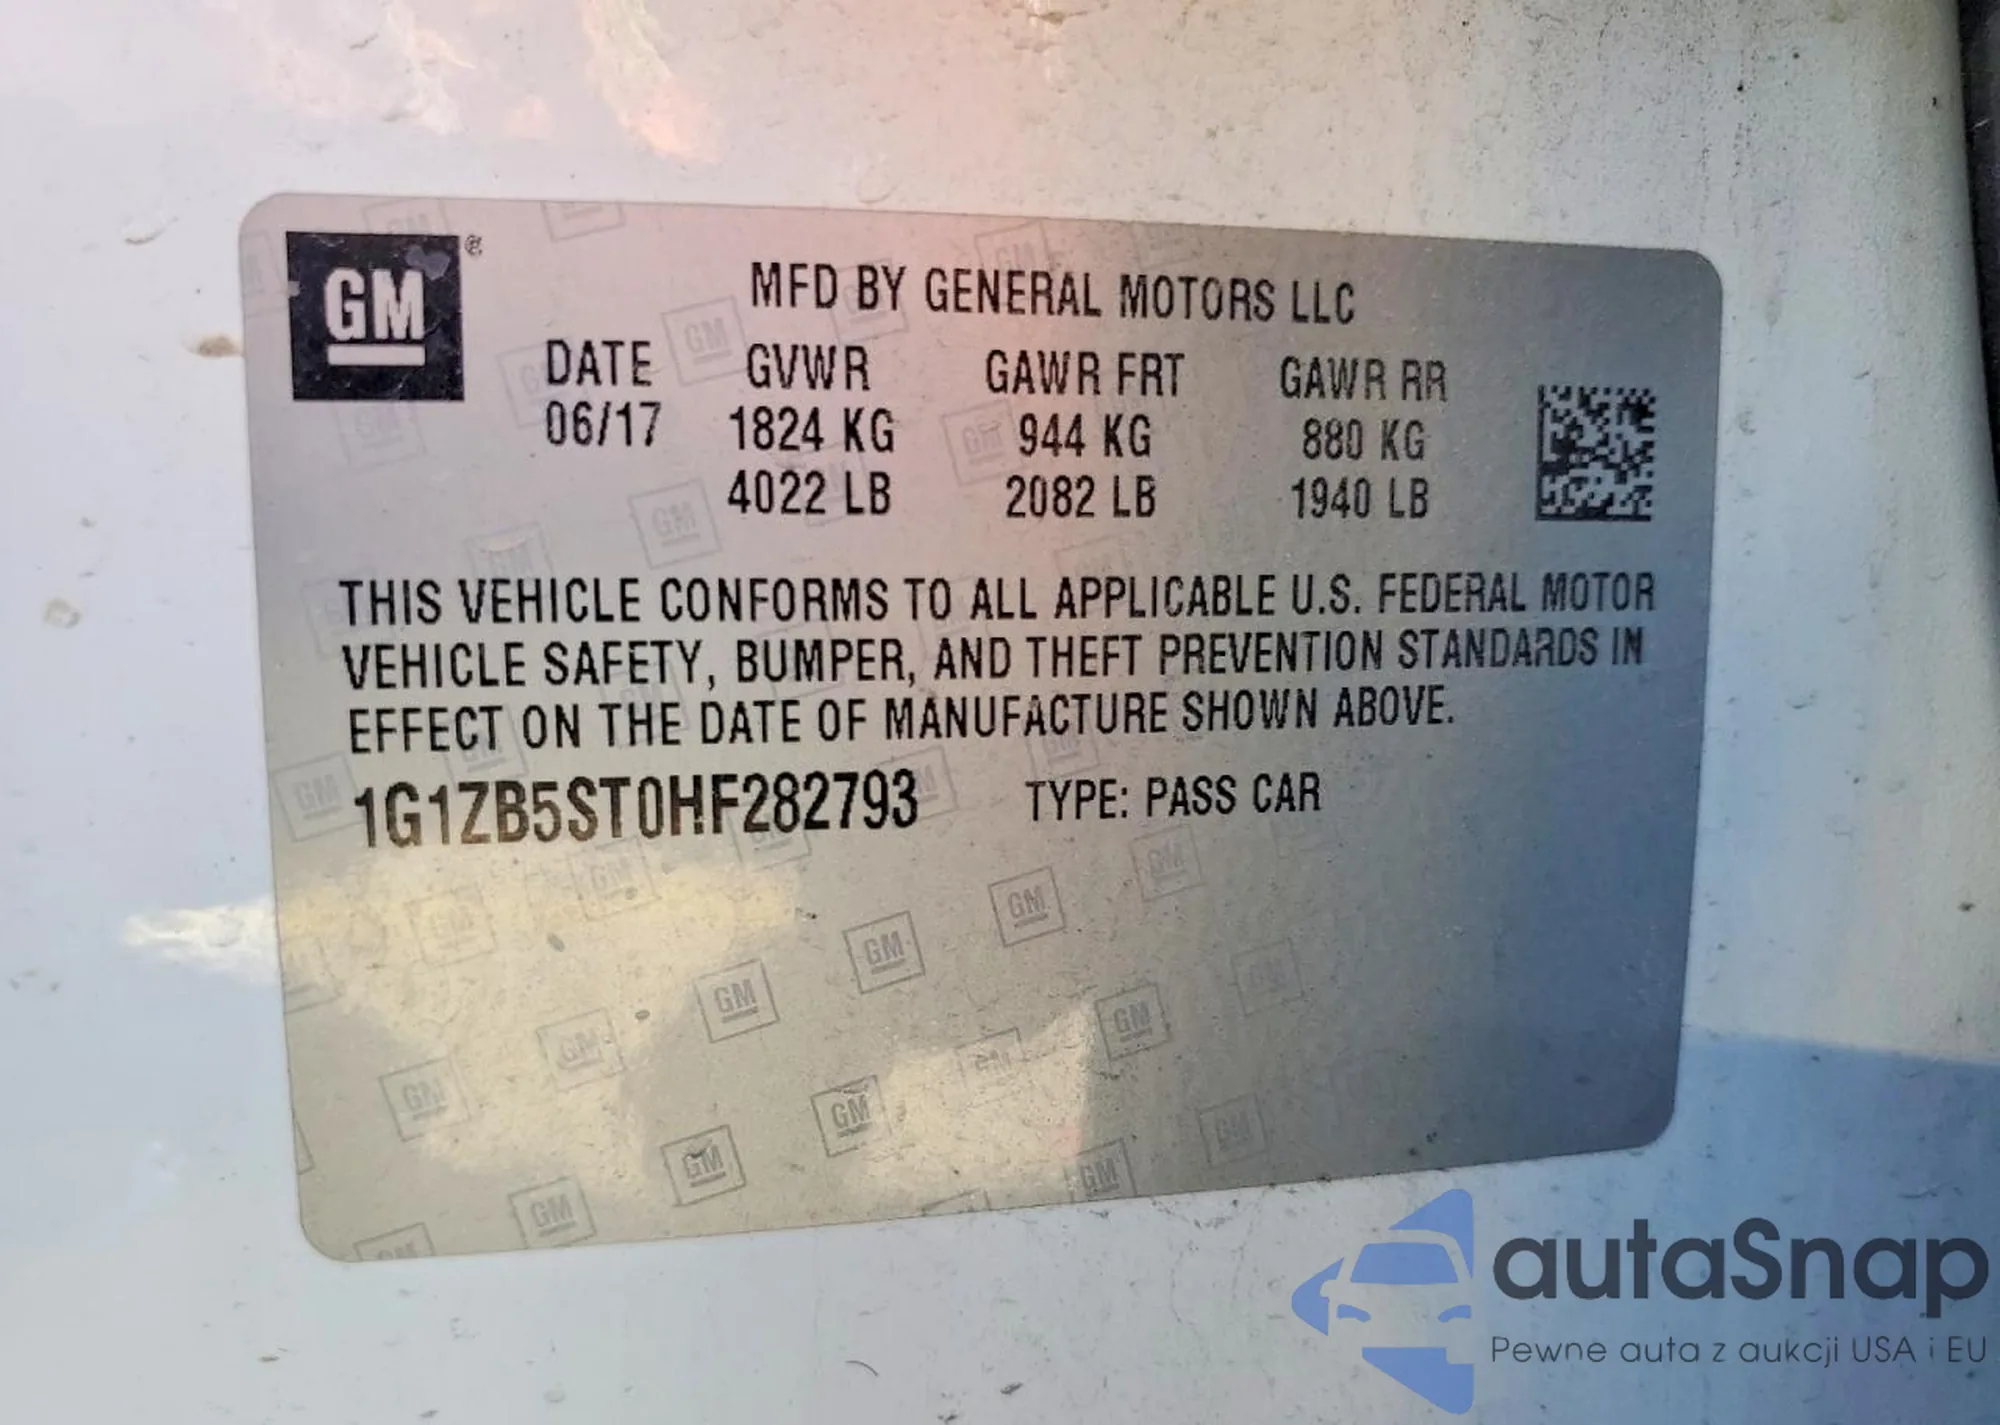 GM®
MFD BY GENERAL MOTORS LLC
DATE GVWR GAWR FRT GAWR RR
06/17 1824 KG 944 KG 880 KG
4022 LB 2082 LB 1940 LB
THIS VEHICLE CONFORMS TO ALL APPLICABLE U.S. FEDERAL MOTOR
VEHICLE SAFETY, BUMPER, AND THEFT PREVENTION STANDARDS IN
EFFECT ON THE DATE OF MANUFACTURE SHOWN ABOVE.
1G1ZB5ST0HF282793 TYPE: PASS CAR
autaSnap
Pewne auta z aukcji USA i EU